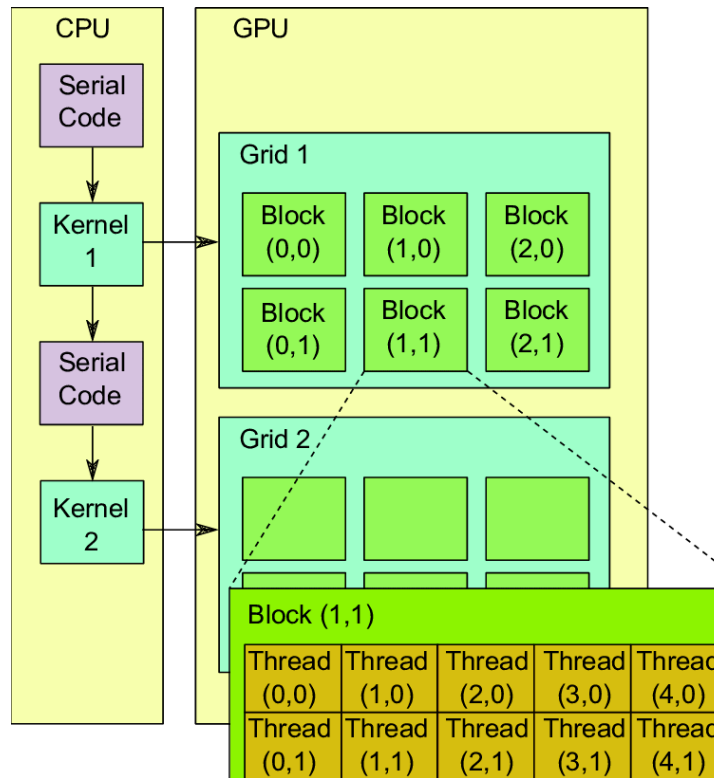 CPU
GPU
Serial
Code
Kernel
1
Serial
Code
Kernel
2
Grid 1
Block
(0,0)
Block
(1,0)
Block
(2,0)
Block
(0,1)
Block
(1,1)
Block
(2,1)
Grid 2
Block (1,1)
Thread
(0,0)
Thread
(1,0)
Thread
(2,0)
Thread
(3,0)
Thread
(4,0)
Thread
(0,1)
Thread
(1,1)
Thread
(2,1)
Thread
(3,1)
Thread
(4,1)